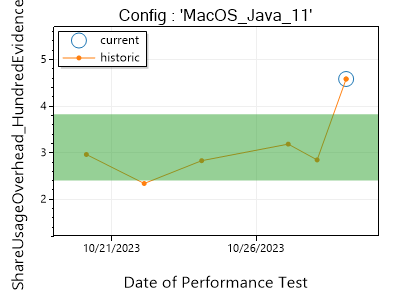 Config : 'MacOS_Java_11'
current
historic
ShareUsageOverhead_HundredEvidence
5
4
3
2
10/21/2023
10/26/2023
Date of Performance Test